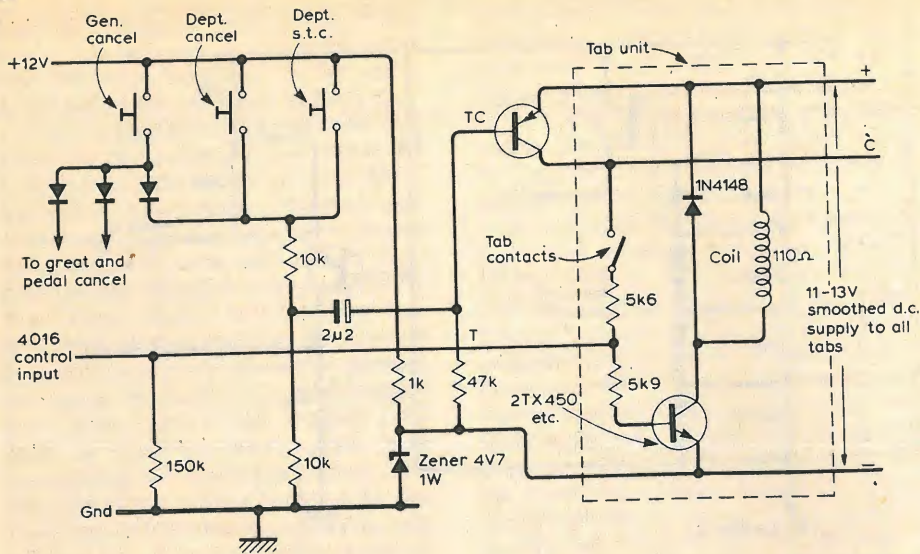 Gen.
cancel
Dept.
cancel
Dept.
s.t.c.
+12V
Tab unit
+
TC
C
1N4148
To great and
pedal cancel
10k
Tab
contacts
Coil
110Ω
5k6
11-13V
smoothed d.c.
supply to all
tabs
4016
control
input
2μ2
T
1k
47k
5k9
2TX450
etc.
150k
10k
Zener 4V7
1W
−
Gnd